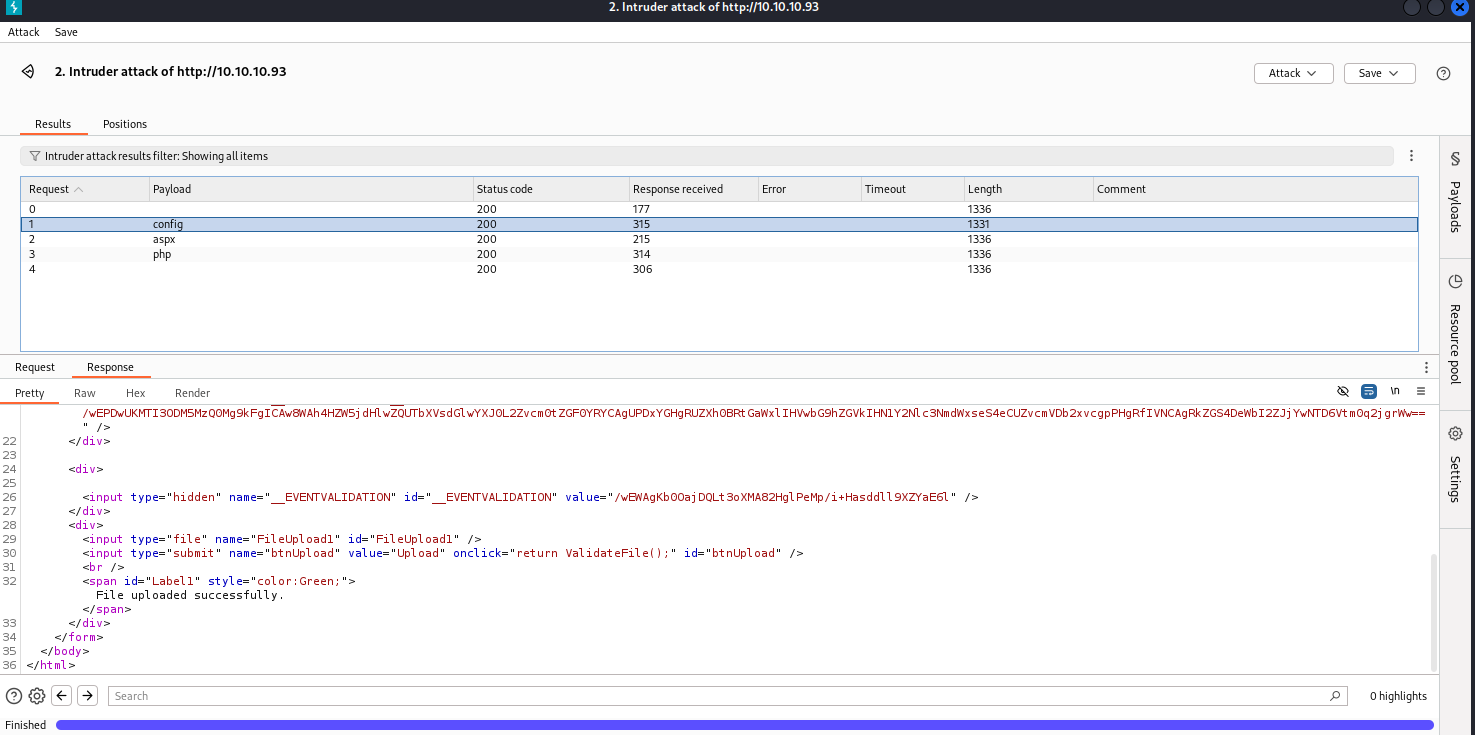 2. Intruder attack of http://10.10.10.93
Attack Save
2. Intruder attack of http://10.10.10.93
Attack Save
Results Positions
Intruder attack results filter: Showing all items
Request Payload Status code Response received Error Timeout Length Comment
0 200 177 1336
1 config 200 315 1331
2 aspx 200 215 1336
3 php 200 314 1336
4 200 306 1336
Payloads
Resource pool
Settings
Request Response
Pretty Raw Hex Render
\n
" />
22 </div>
23
24 <div>
25
26 <input type="hidden" name="__EVENTVALIDATION" id="__EVENTVALIDATION" value="/wEWAgKb0OajDQLt3oXMA82HglPeMp/i+Hasddll9XZYaE6l" />
27 </div>
28 <div>
29 <input type="file" name="FileUpload1" id="FileUpload1" />
30 <input type="submit" name="btnUpload" value="Upload" onclick="return ValidateFile();" id="btnUpload" />
31 <br />
32 <span id="Label1" style="color:Green;">
File uploaded successfully.
</span>
33 </div>
34 </form>
35 </body>
36 </html>
Search
0 highlights
Finished